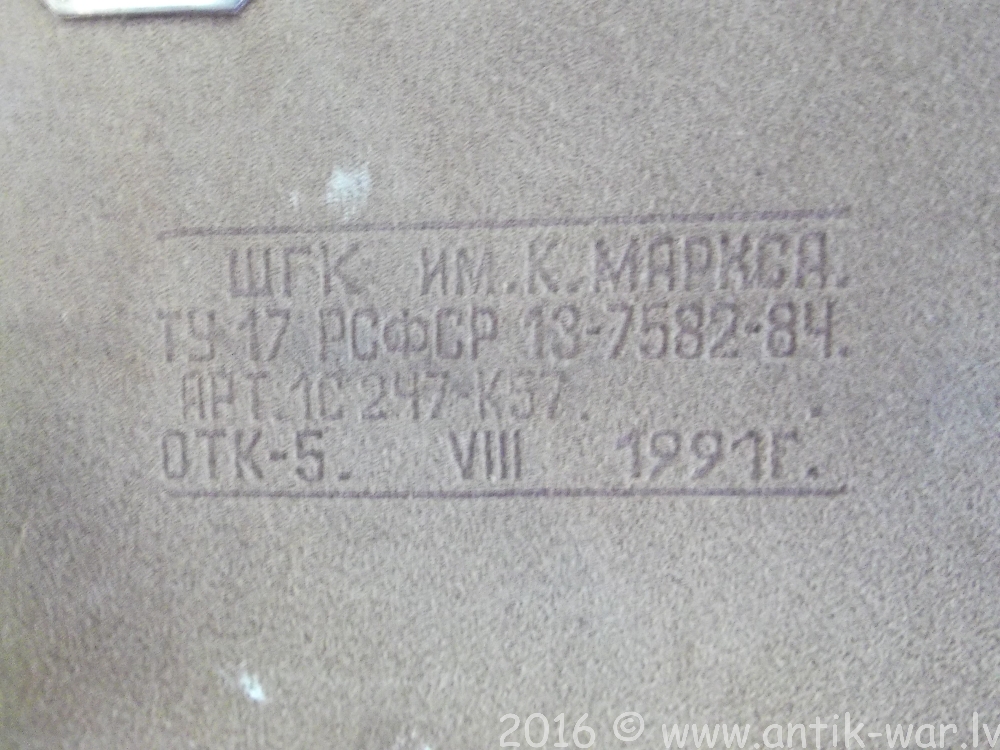 ШГК ИМ.К.МАРКСА.
ТУ 17 РСФСР 13-7582-84.
АРТ.1С247-К37.
ОТК-5. VIII 1991Г.
2016 © www.antik-war.lv